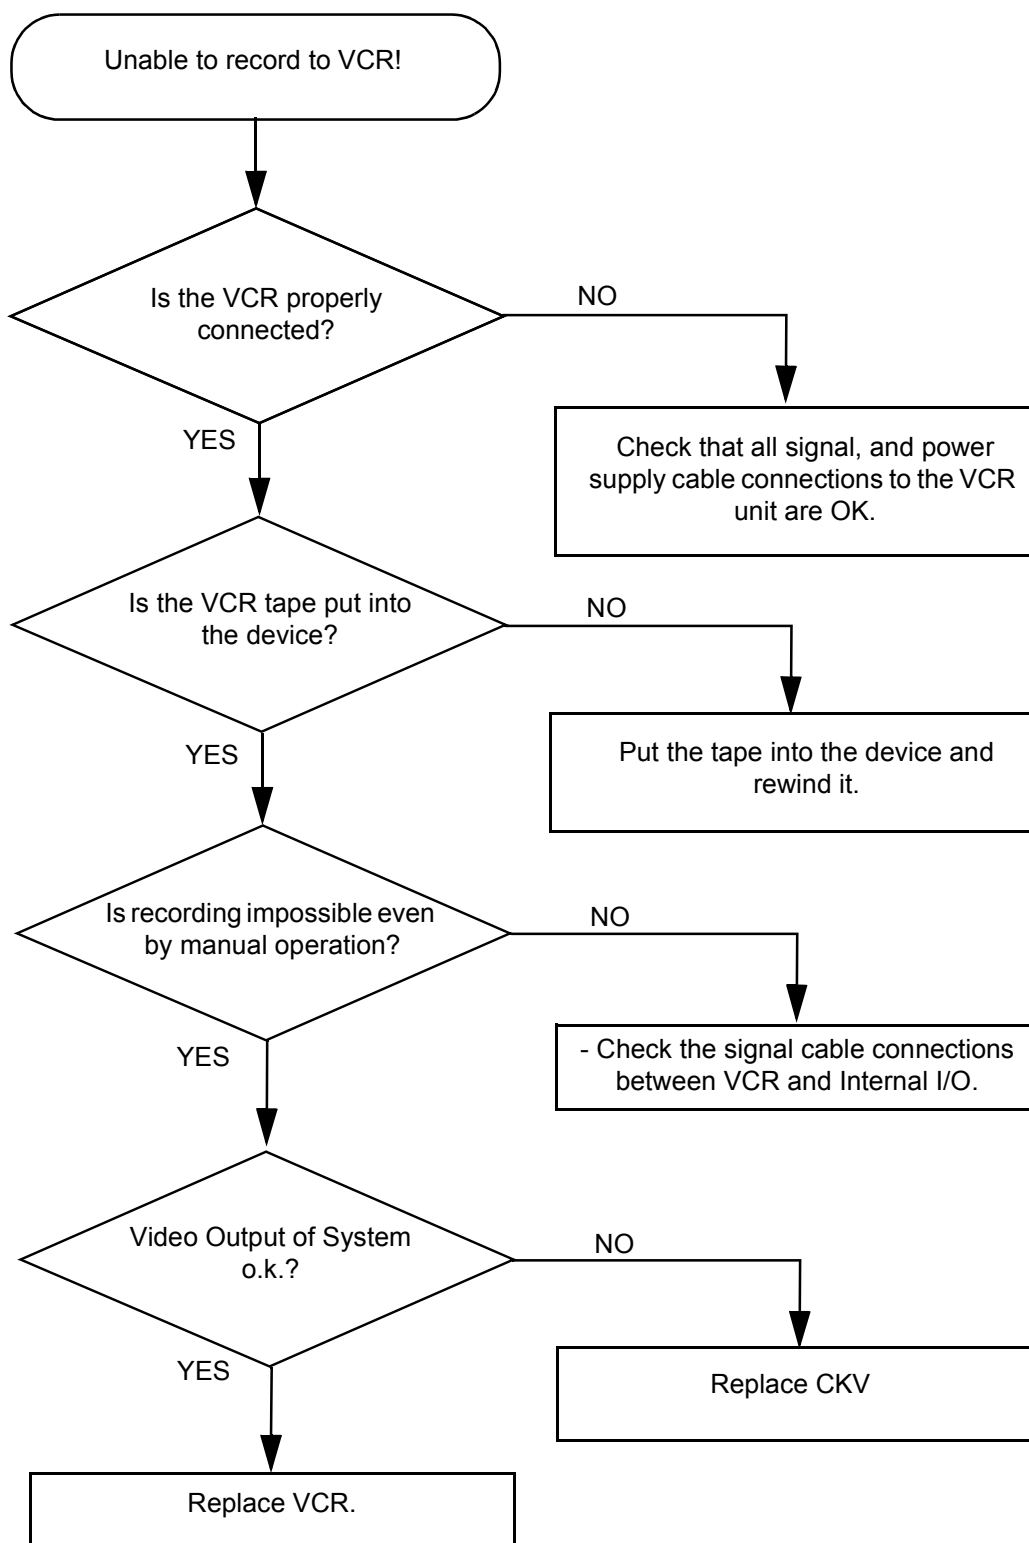 Unable to record to VCR!
Is the VCR properly
connected?
NO
YES
Check that all signal, and power
supply cable connections to the VCR
unit are OK.
Is the VCR tape put into
the device?
NO
YES
Put the tape into the device and
rewind it.
Is recording impossible even
by manual operation?
NO
YES
- Check the signal cable connections
between VCR and Internal I/O.
Video Output of System
o.k.?
NO
YES
Replace CKV
Replace VCR.